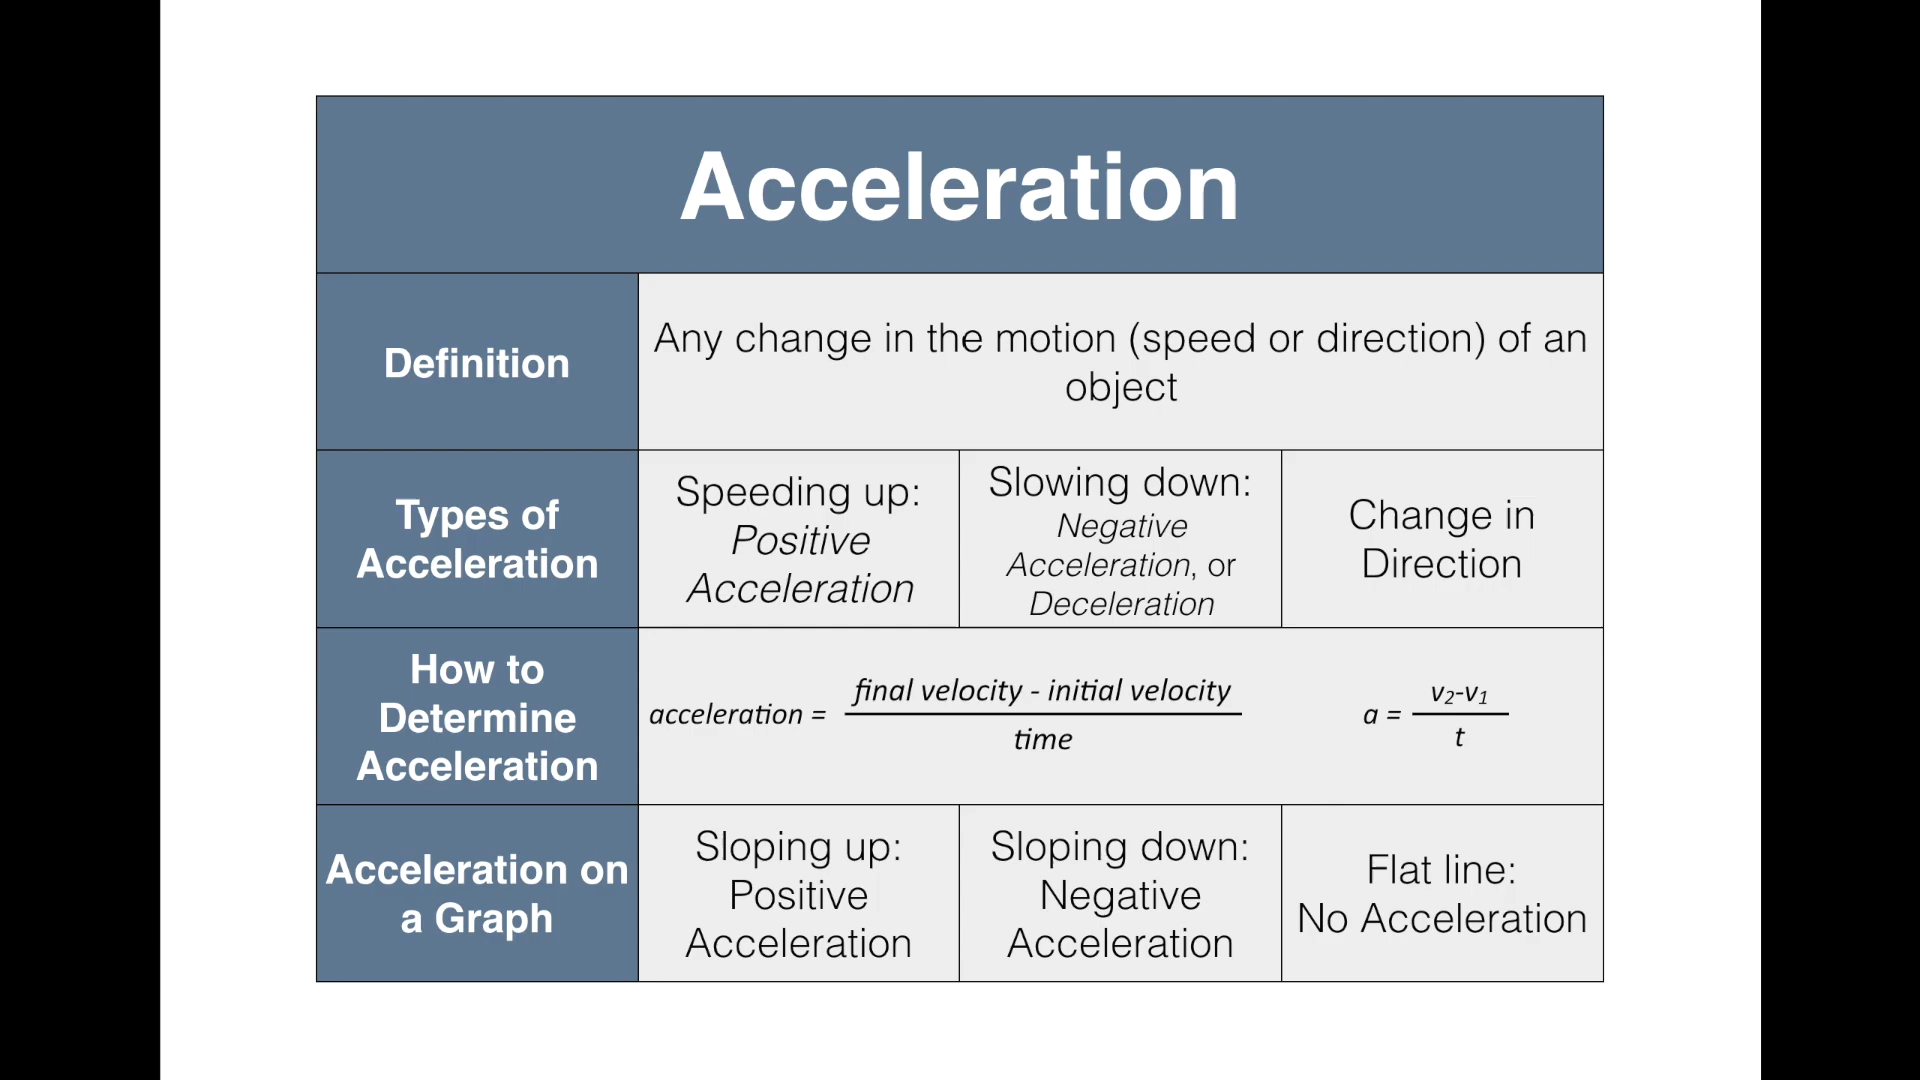 Acceleration
Definition
Any change in the motion (speed or direction) of an
object
Types of
Acceleration
Speeding up:
Positive
Acceleration
Slowing down:
Negative
Acceleration, or
Deceleration
Change in
Direction
How to
Determine
Acceleration
acceleration = final velocity - initial velocity / time
a = v₂-v₁ / t
Acceleration on
a Graph
Sloping up:
Positive
Acceleration
Sloping down:
Negative
Acceleration
Flat line:
No Acceleration